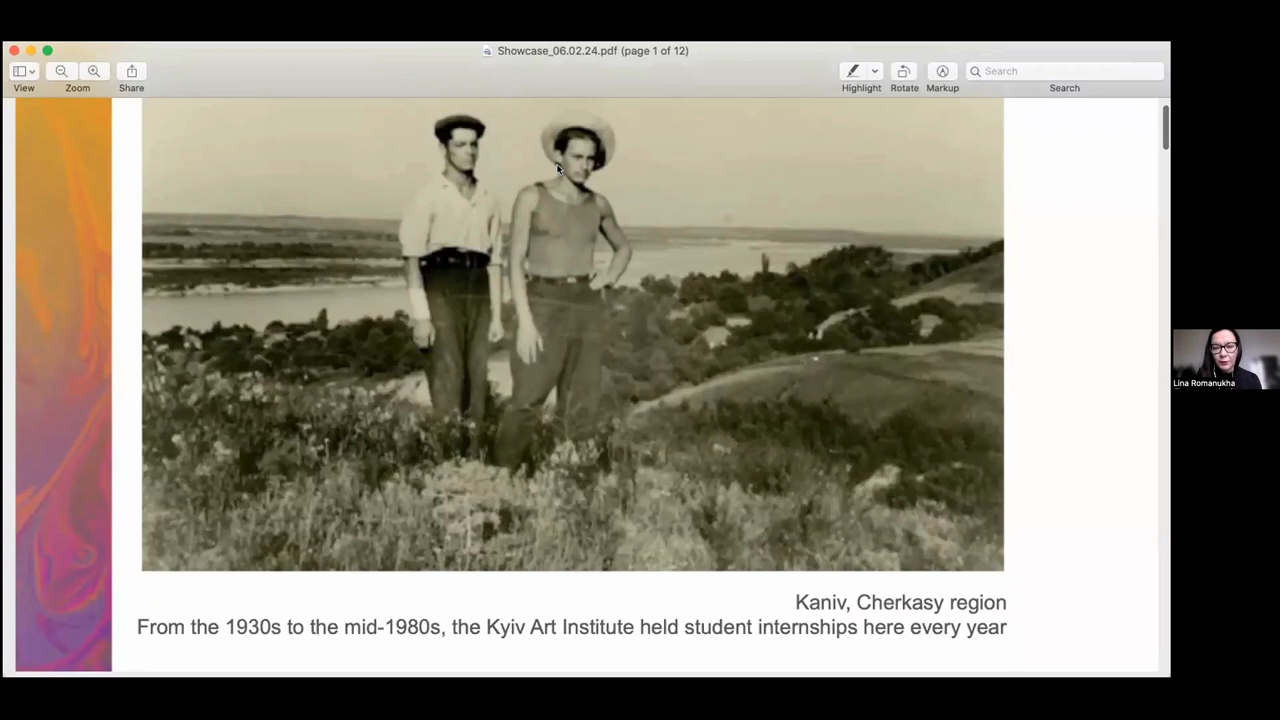 Showcase_06.02.24.pdf (page 1 of 12)
View
Zoom
Share
Highlight
Rotate
Markup
Search
Search
Lina Romanukha
Kaniv, Cherkasy region
From the 1930s to the mid-1980s, the Kyiv Art Institute held student internships here every year